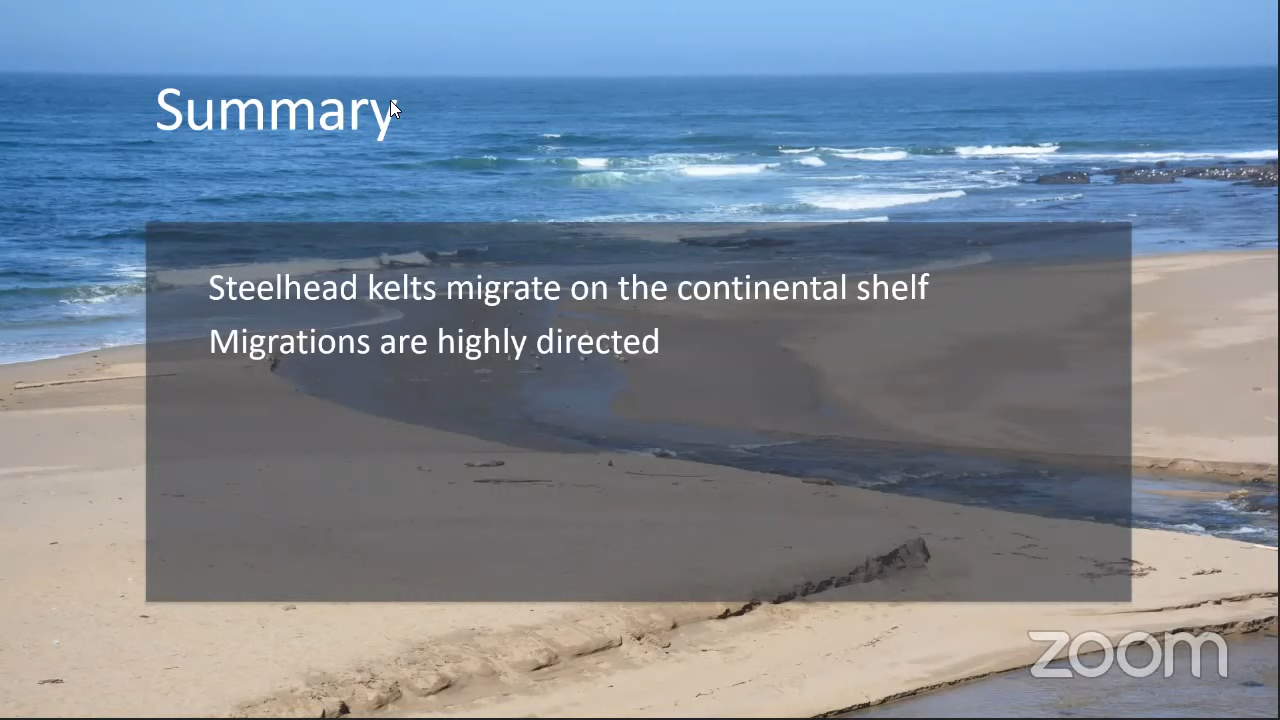 Summary
Steelhead kelts migrate on the continental shelf
Migrations are highly directed
zoom